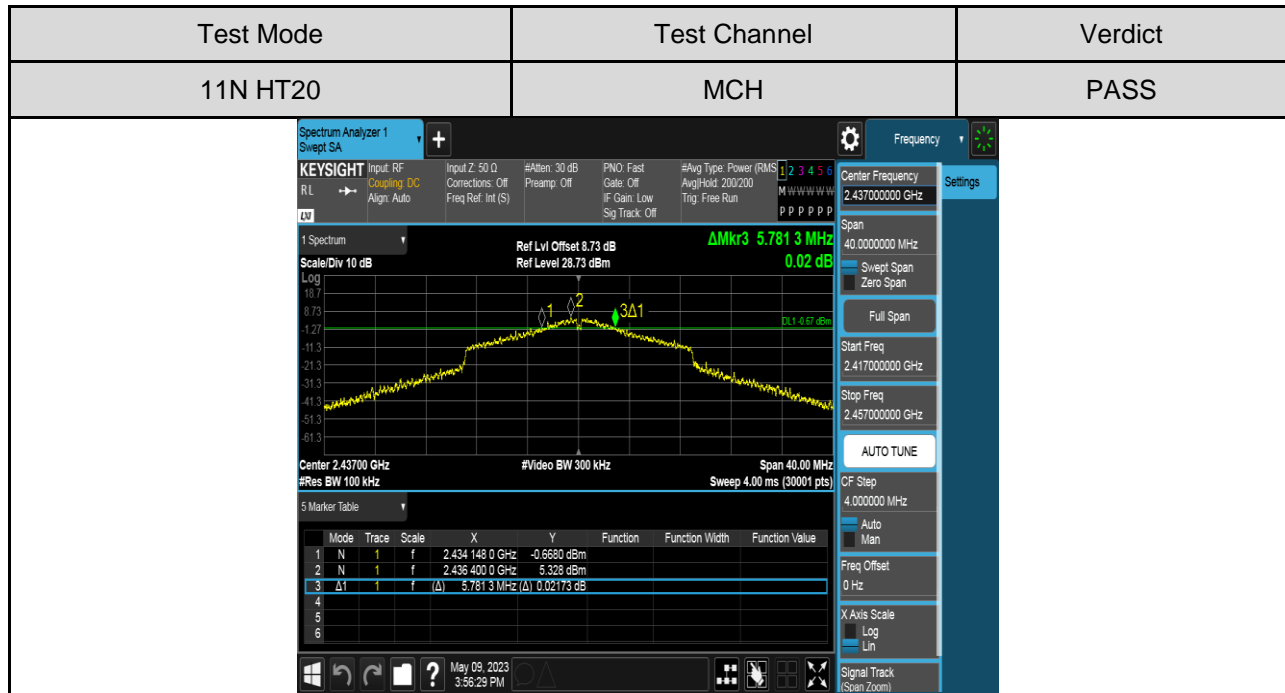 Test Mode Test Channel Verdict
11N HT20 MCH PASS
Spectrum Analyzer 1
Swept SA
+
Frequency
KEYSIGHT
RL
LXI
Input: RF
Coupling: DC
Align: Auto
Input Z: 50 Ω
Corrections: Off
Freq Ref: Int (S)
#Atten: 30 dB
Preamp: Off
PNO: Fast
Gate: Off
IF Gain: Low
Sig Track: Off
#Avg Type: Power (RMS
Avg|Hold: 200/200
Trig: Free Run
1 2 3 4 5 6
M W W W W W
P P P P P P
Center Frequency
2.437000000 GHz
Settings
Span
40.0000000 MHz
Swept Span
Zero Span
Full Span
Start Freq
2.417000000 GHz
Stop Freq
2.457000000 GHz
AUTO TUNE
CF Step
4.000000 MHz
Auto
Man
Freq Offset
0 Hz
X Axis Scale
Log
Lin
Signal Track
(Span Zoom)
1 Spectrum
Scale/Div 10 dB
Ref Lvl Offset 8.73 dB
Ref Level 28.73 dBm
ΔMkr3 5.781 3 MHz
0.02 dB
Log
18.7
8.73
-1.27
-11.3
-21.3
-31.3
-41.3
-51.3
-61.3
1
2
3Δ1
DL1 -0.67 dBm
Center 2.43700 GHz #Video BW 300 kHz Span 40.00 MHz
#Res BW 100 kHz Sweep 4.00 ms (30001 pts)
5 Marker Table
Mode Trace Scale X Y Function Function Width Function Value
1 N 1 f 2.434 148 0 GHz -0.6680 dBm
2 N 1 f 2.436 400 0 GHz 5.328 dBm
3 Δ1 1 f (Δ) 5.781 3 MHz (Δ) 0.02173 dB
4
5
6
? May 09, 2023
3:56:29 PM